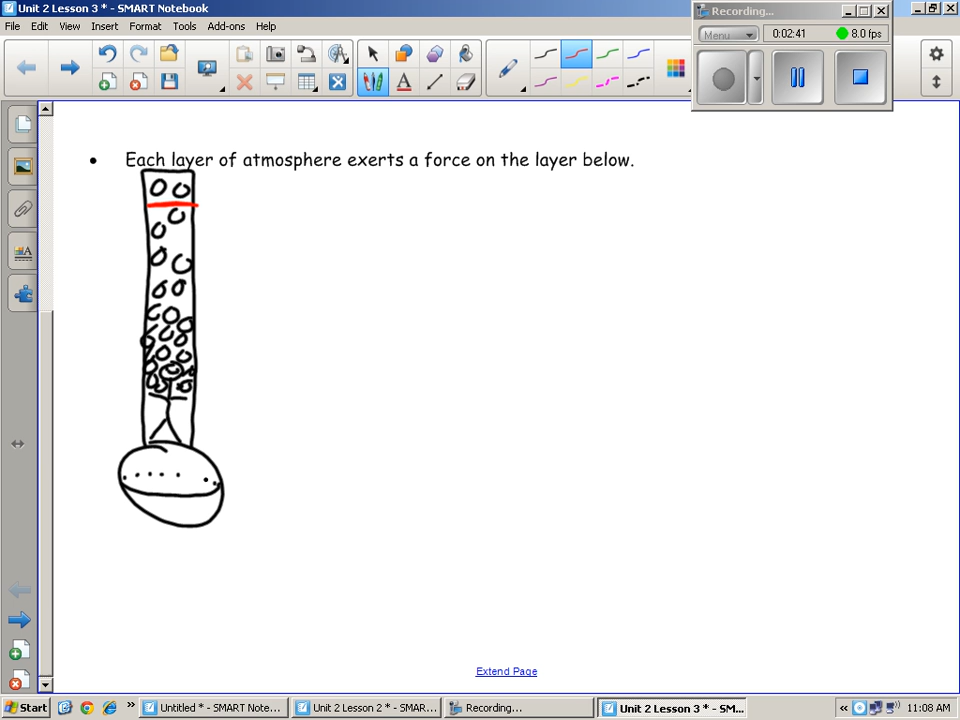 Unit 2 Lesson 3 * - SMART Notebook
File Edit View Insert Format Tools Add-ons Help
Recording...
Menu 0:02:41 8.0 fps
• Each layer of atmosphere exerts a force on the layer below.
Extend Page
Start » Untitled * - SMART Note... Unit 2 Lesson 2 * - SMAR... Recording... Unit 2 Lesson 3 * - SM... « 11:08 AM